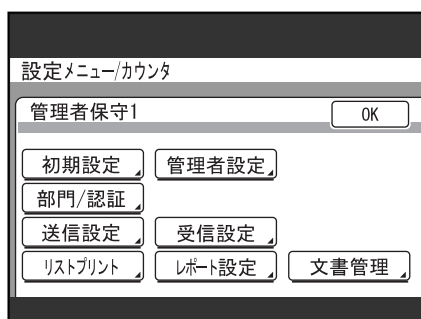 設定メニュー/カウンタ
管理者保守1 OK
初期設定 管理者設定
部門/認証
送信設定 受信設定
リストプリント レポート設定 文書管理